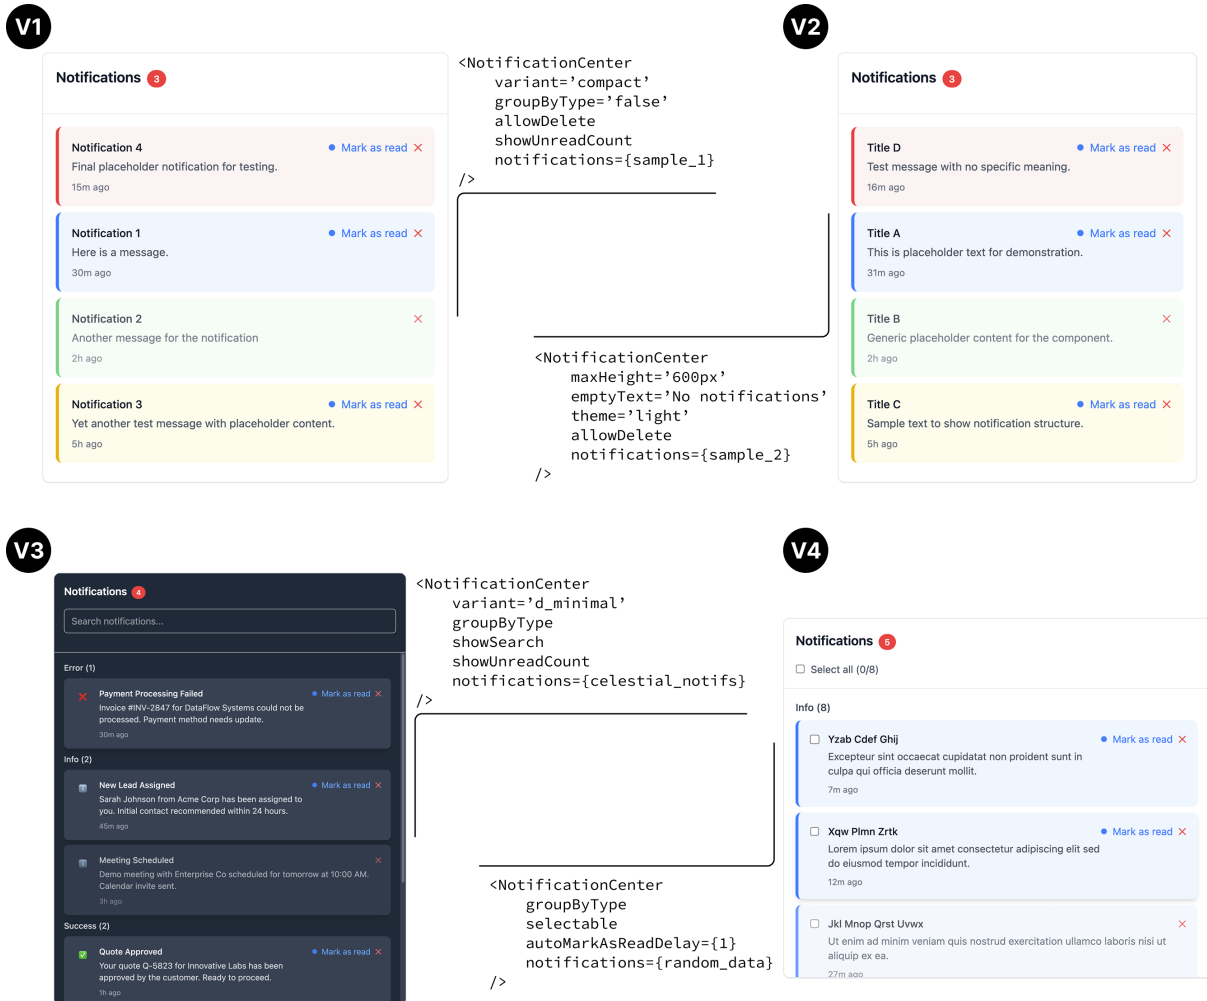 V1
Notifications 3
Notification 4
Mark as read
Final placeholder notification for testing.
15m ago
Notification 1
Mark as read
Here is a message.
30m ago
Notification 2
Another message for the notification
2h ago
Notification 3
Mark as read
Yet another test message with placeholder content.
5h ago
<NotificationCenter
variant=’compact’
groupByType=’false’
allowDelete
showUnreadCount
notifications={sample_1}
/>
<NotificationCenter
maxHeight=’600px’
emptyText=’No notifications’
theme=’light’
allowDelete
notifications={sample_2}
/>
V2
Notifications 3
Title D
Mark as read
Test message with no specific meaning.
16m ago
Title A
Mark as read
This is placeholder text for demonstration.
31m ago
Title B
Generic placeholder content for the component.
2h ago
Title C
Mark as read
Sample text to show notification structure.
5h ago
V3
Notifications 4
Search notifications...
Error (1)
Payment Processing Failed
Mark as read
Invoice #INV-2847 for DataFlow Systems could not be
processed. Payment method needs update.
30m ago
Info (2)
New Lead Assigned
Mark as read
Sarah Johnson from Acme Corp has been assigned to
you. Initial contact recommended within 24 hours.
45m ago
Meeting Scheduled
Demo meeting with Enterprise Co scheduled for tomorrow at 10:00 AM.
Calendar invite sent.
3h ago
Success (2)
Quote Approved
Mark as read
Your quote Q-5823 for Innovative Labs has been
approved by the customer. Ready to proceed.
1h ago
<NotificationCenter
variant=’d_minimal’
groupByType
showSearch
showUnreadCount
notifications={celestial_notifs}
/>
<NotificationCenter
groupByType
selectable
autoMarkAsReadDelay={1}
notifications={random_data}
/>
V4
Notifications 5
Select all (0/8)
Info (8)
Yzab Cdef Ghij
Mark as read
Excepteur sint occaecat cupidatat non proident sunt in
culpa qui officia deserunt mollit.
7m ago
Xqw Plmn Zrtk
Mark as read
Lorem ipsum dolor sit amet consectetur adipiscing elit sed
do eiusmod tempor incididunt.
12m ago
Jkl Mnop Qrst Uvwx
Ut enim ad minim veniam quis nostrud exercitation ullamco laboris nisi ut
aliquip ex ea.
27m ago